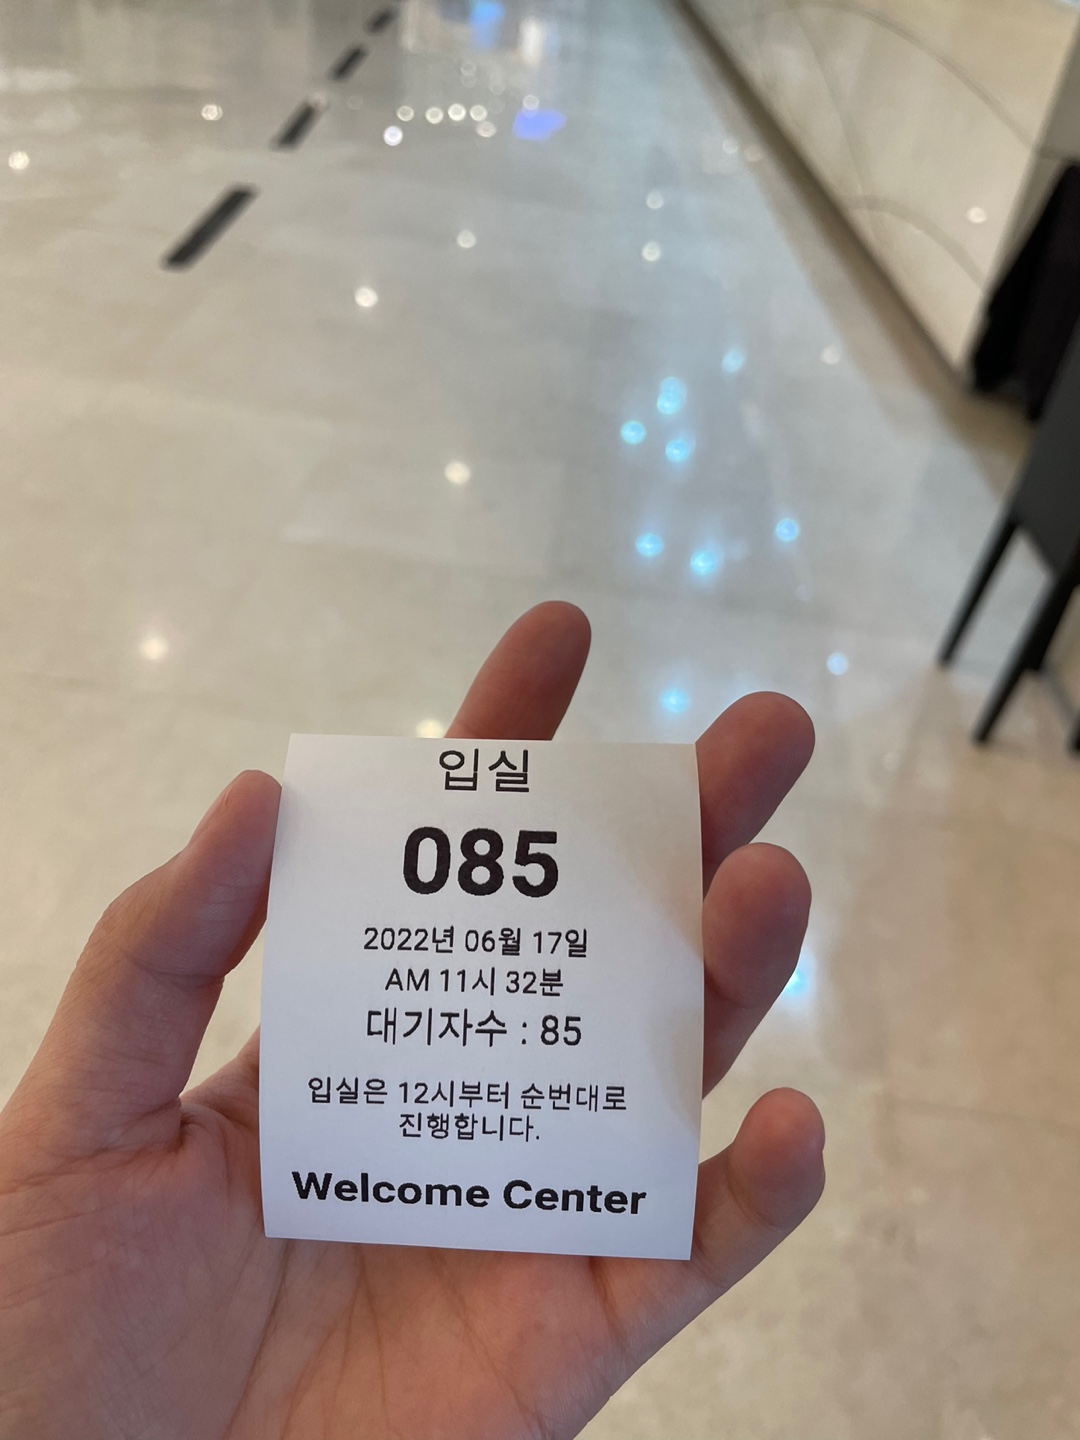 입실
085
2022년 06월 17일
AM 11시 32분
대기자수 : 85
입실은 12시부터 순번대로
진행합니다.
Welcome Center